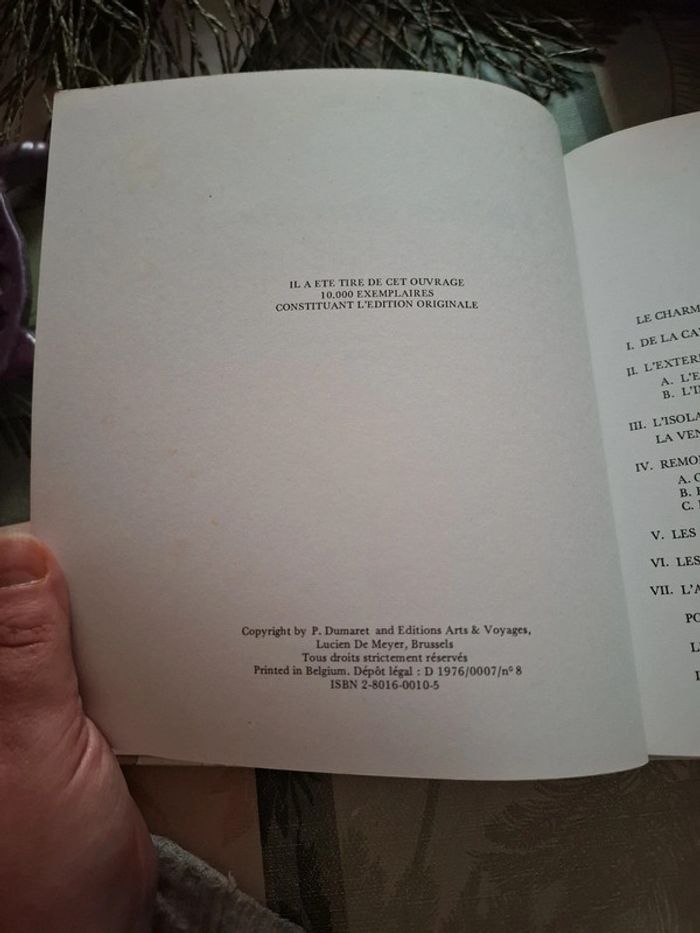 IL A ETE TIRE DE CET OUVRAGE
10.000 EXEMPLAIRES
CONSTITUANT L'EDITION ORIGINALE
Copyright by P. Dumaret and Editions Arts & Voyages,
Lucien De Meyer, Brussels
Tous droits strictement réservés
Printed in Belgium. Dépôt légal : D 1976/0007/nº 8
ISBN 2-8016-0010-5
LE CHARM
I. DE LA CA
II. L'EXTER
A. L'E
B. L'I
III. L'ISOLA
LA VEN
IV. REMO
A.
B.
C.
V. LES
VI. LES
VII. L'A
PO
L